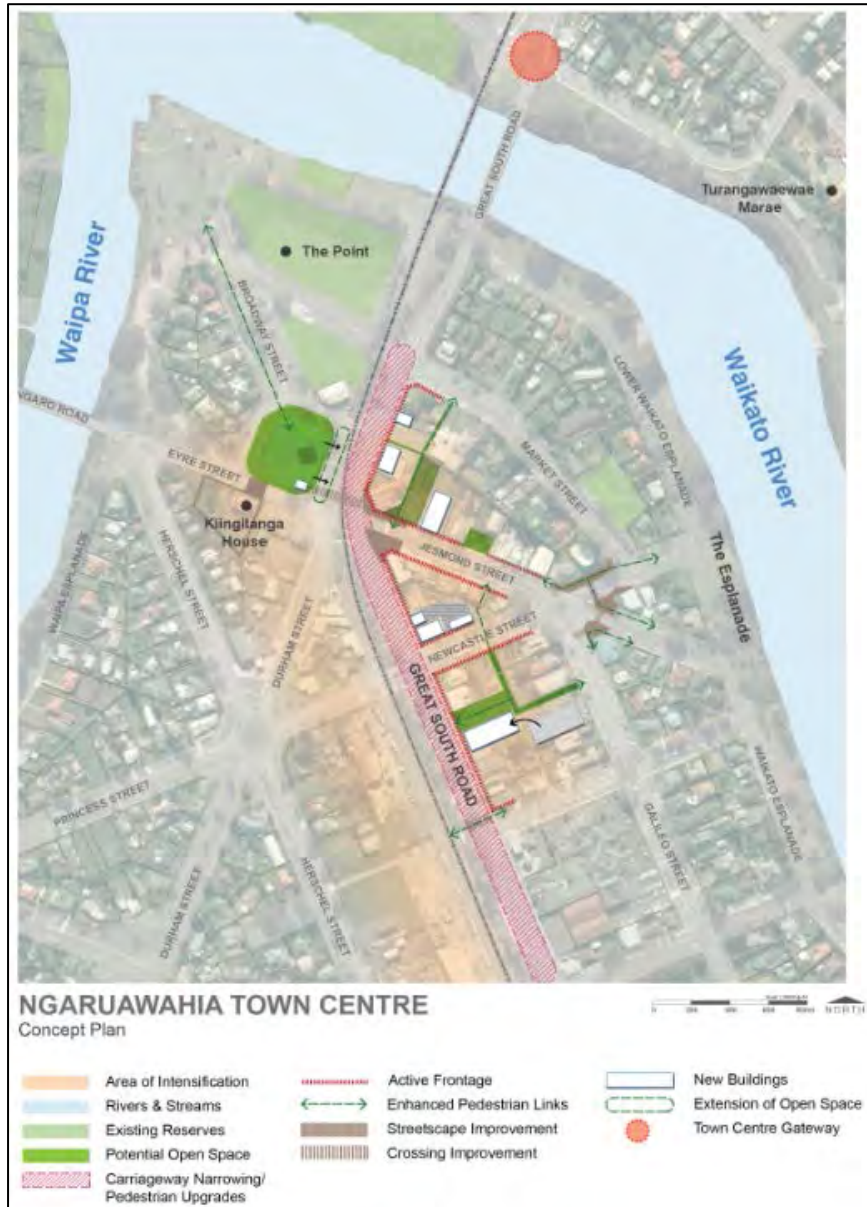 GREAT SOUTH ROAD
Turangawaewae
Marae
Waipa River
The Point
BROADWAY STREET
Waikato River
LOWER WAIKATO ESPLANADE
NGARO ROAD
EYRE STREET
MARKET STREET
Kiingitanga
House
JESMOND STREET
The Esplanade
HERSCHEL STREET
WAIPA ESPLANADE
DURHAM STREET
NEWCASTLE STREET
GREAT SOUTH ROAD
WAIKATO ESPLANADE
PRINCESS STREET
GALILEO STREET
DURHAM STREET
HERSCHEL STREET
NGARUAWAHIA TOWN CENTRE
Concept Plan
NORTH
Area of Intensification
Rivers & Streams
Existing Reserves
Potential Open Space
Carriageway Narrowing/
Pedestrian Upgrades
Active Frontage
Enhanced Pedestrian Links
Streetscape Improvement
Crossing Improvement
New Buildings
Extension of Open Space
Town Centre Gateway